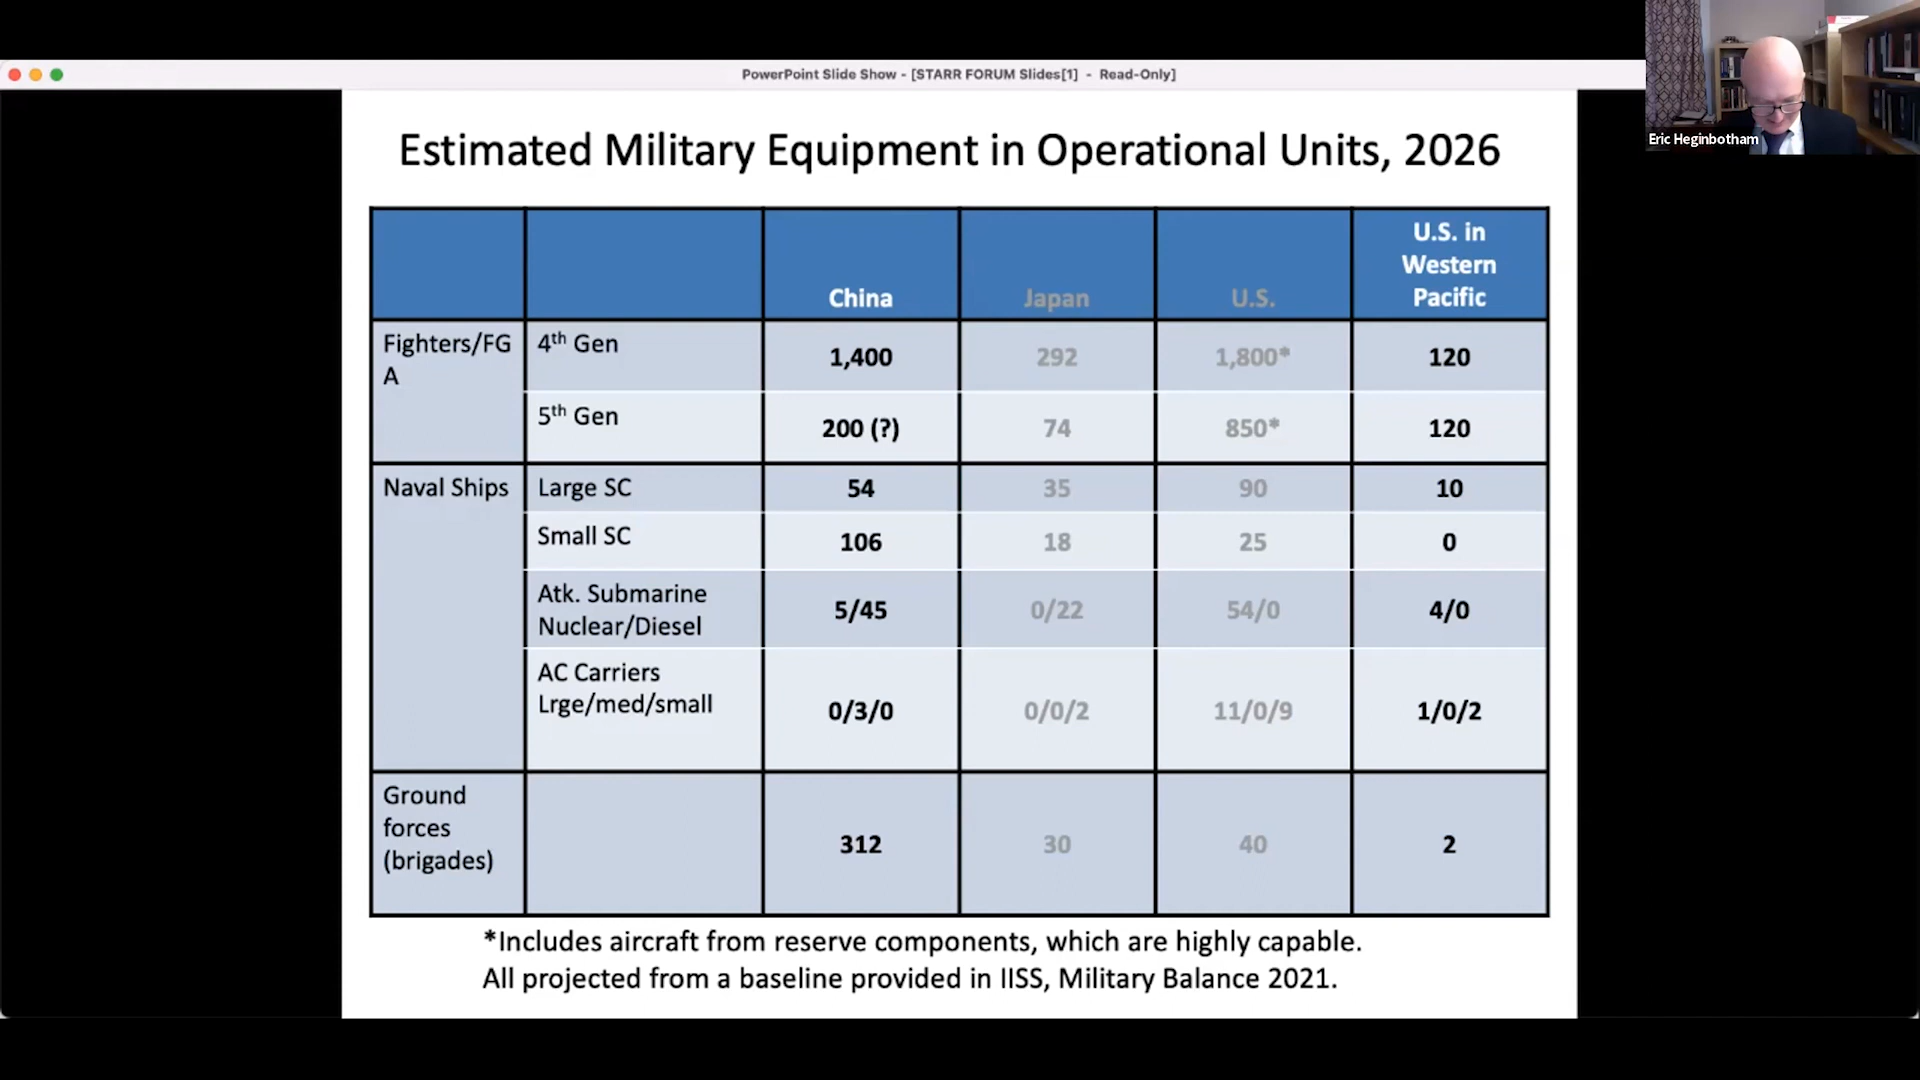 PowerPoint Slide Show - [STARR FORUM Slides[1] - Read-Only]
Eric Heginbotham
Estimated Military Equipment in Operational Units, 2026
China Japan U.S. U.S. in
Western
Pacific
Fighters/FG
A
4th Gen 1,400 292 1,800* 120
5th Gen 200 (?) 74 850* 120
Naval Ships Large SC 54 35 90 10
Small SC 106 18 25 0
Atk. Submarine
Nuclear/Diesel 5/45 0/22 54/0 4/0
AC Carriers
Lrge/med/small 0/3/0 0/0/2 11/0/9 1/0/2
Ground
forces
(brigades) 312 30 40 2
*Includes aircraft from reserve components, which are highly capable.
All projected from a baseline provided in IISS, Military Balance 2021.